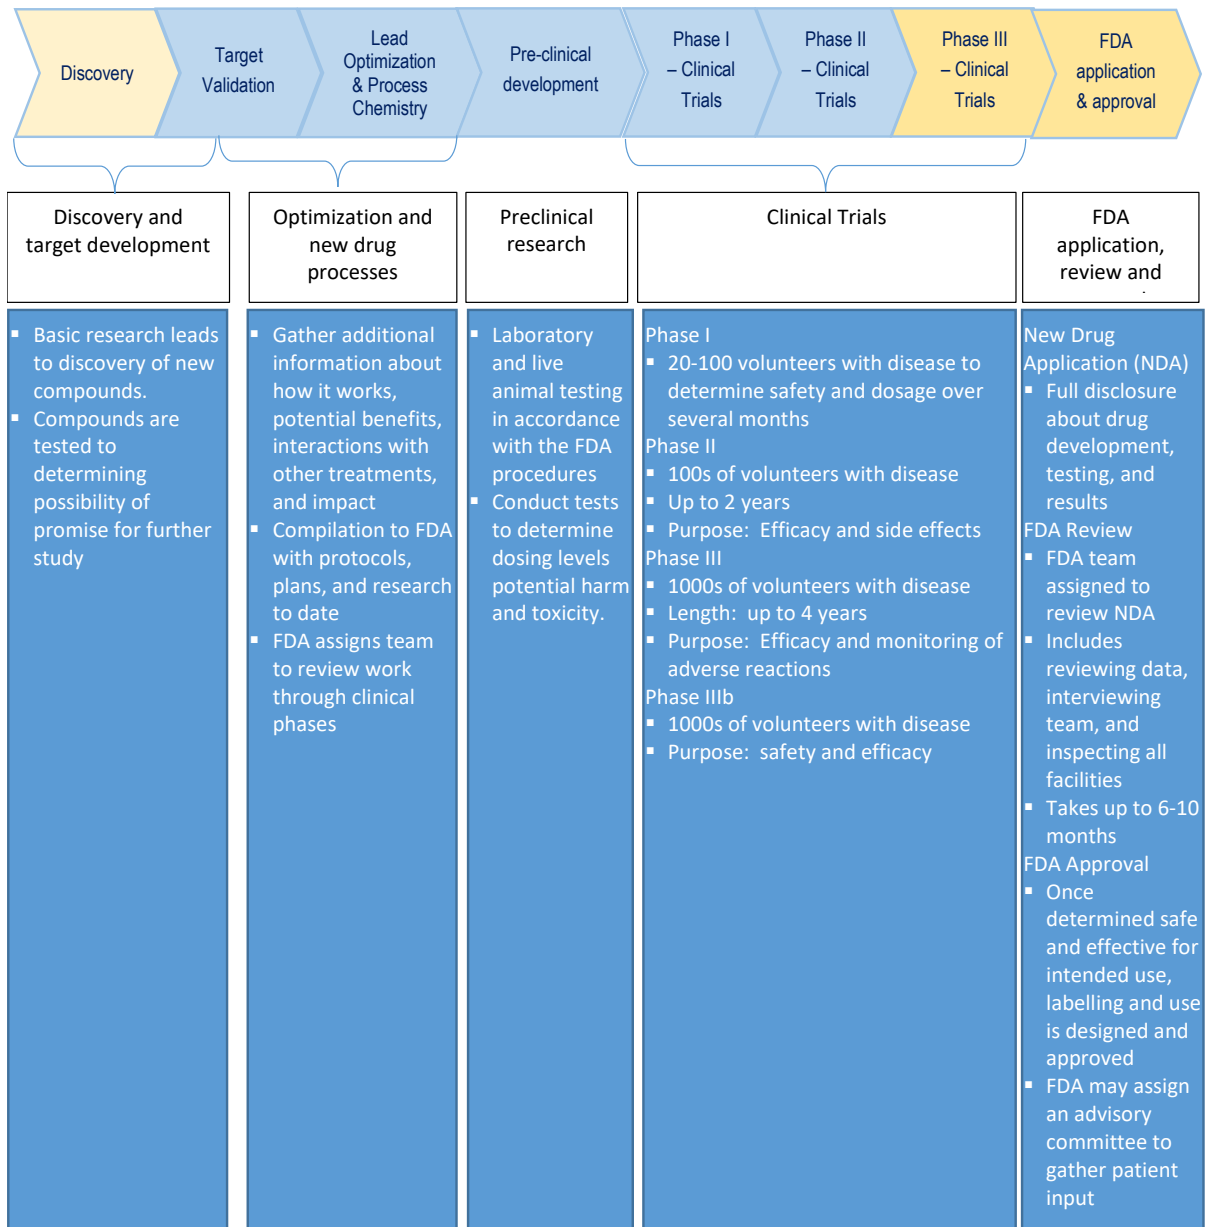 Discovery
Target
Validation
Lead
Optimization
& Process
Chemistry
Pre-clinical
development
Phase I
– Clinical
Trials
Phase II
– Clinical
Trials
Phase III
– Clinical
Trials
FDA
application
& approval
Discovery and
target development
Optimization and
new drug
processes
Preclinical
research
Clinical Trials
FDA
application,
review and
▪ Basic research leads
to discovery of new
compounds.
▪ Compounds are
tested to
determining
possibility of
promise for further
study
▪ Gather additional
information about
how it works,
potential benefits,
interactions with
other treatments,
and impact
▪ Compilation to FDA
with protocols,
plans, and research
to date
▪ FDA assigns team
to review work
through clinical
phases
▪ Laboratory
and live
animal testing
in accordance
with the FDA
procedures
▪ Conduct tests
to determine
dosing levels
potential harm
and toxicity.
Phase I
▪ 20-100 volunteers with disease to
determine safety and dosage over
several months
Phase II
▪ 100s of volunteers with disease
▪ Up to 2 years
▪ Purpose: Efficacy and side effects
Phase III
▪ 1000s of volunteers with disease
▪ Length: up to 4 years
▪ Purpose: Efficacy and monitoring of
adverse reactions
Phase IIIb
▪ 1000s of volunteers with disease
▪ Purpose: safety and efficacy
New Drug
Application (NDA)
▪ Full disclosure
about drug
development,
testing, and
results
FDA Review
▪ FDA team
assigned to
review NDA
▪ Includes
reviewing data,
interviewing
team, and
inspecting all
facilities
▪ Takes up to 6-10
months
FDA Approval
▪ Once
determined safe
and effective for
intended use,
labelling and use
is designed and
approved
▪ FDA may assign
an advisory
committee to
gather patient
input